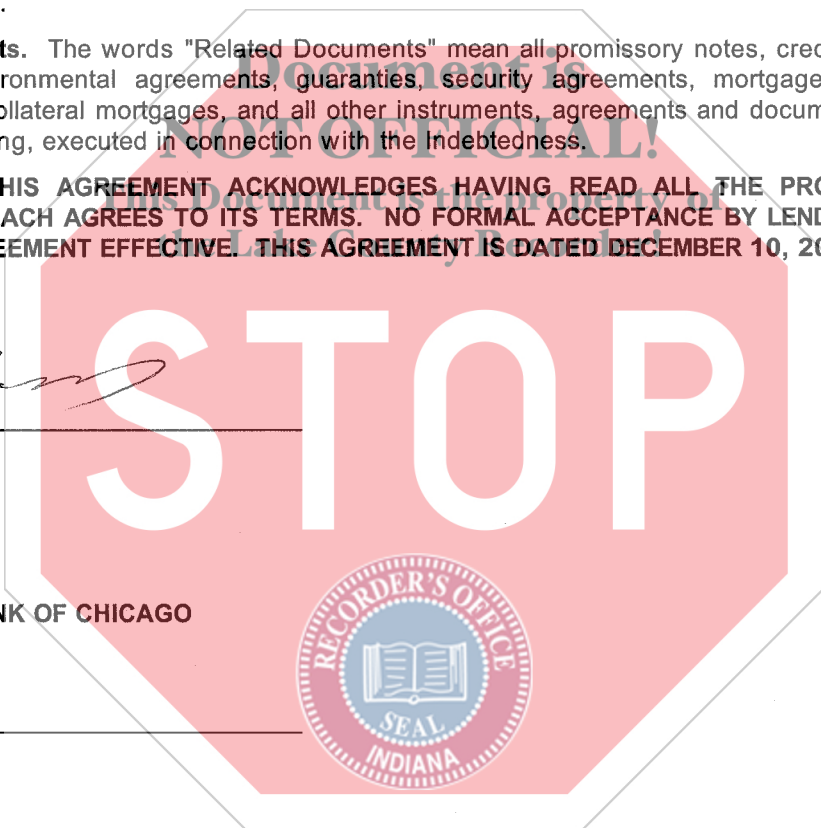 ts. The words "Related Documents" mean all promissory notes, cred
ronmental agreements, guaranties, security agreements, mortgage
ollateral mortgages, and all other instruments, agreements and docum
ng, executed in connection with the Indebtedness.
Document is
NOT OFFICIAL!
This Document is the property of
the Lake County Recorder!
HIS AGREEMENT ACKNOWLEDGES HAVING READ ALL THE PRO
ACH AGREES TO ITS TERMS. NO FORMAL ACCEPTANCE BY LEND
EEMENT EFFECTIVE. THIS AGREEMENT IS DATED DECEMBER 10, 20
STOP
NK OF CHICAGO
RECORDER'S OFFICE
SEAL
INDIANA